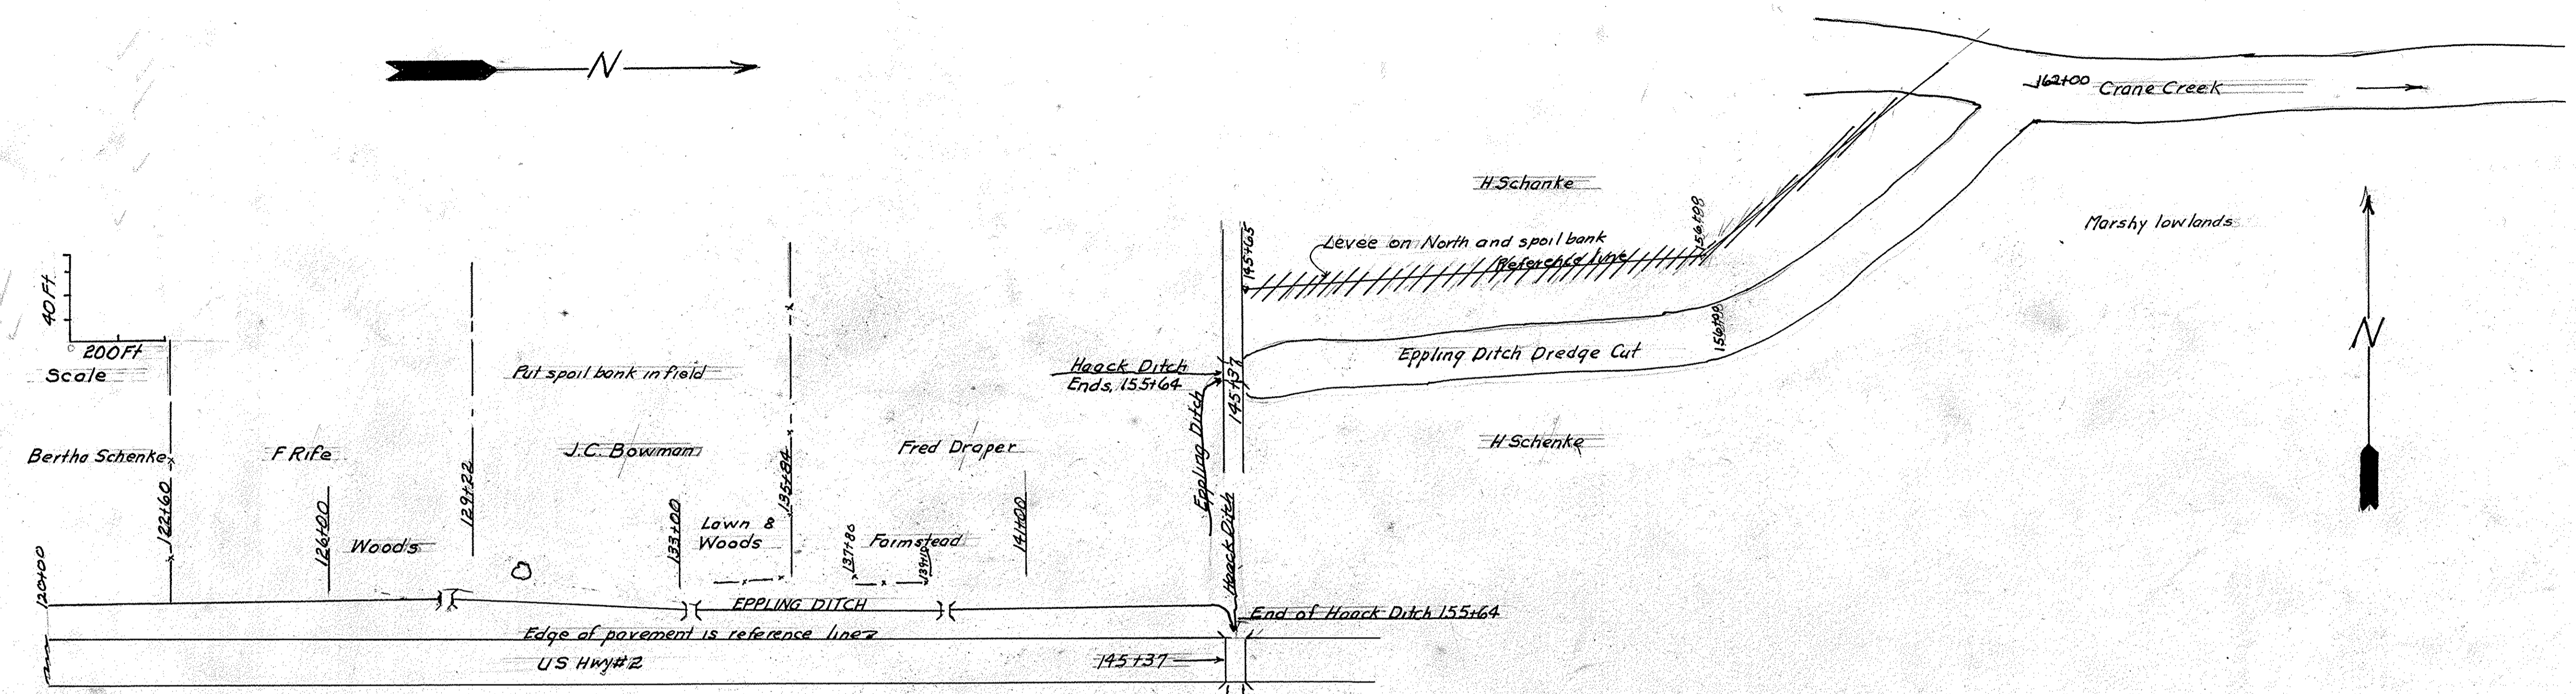 N
162+00 Crane Creek
H Schanke
156+88
Marshy lowlands
Levee on North and spoil bank
Reference line
145+65
40 Ft
200 Ft
Scale
N
156+00
Eppling Ditch Dredge Cut
Put spoil bank in field
Haack Ditch
Ends, 155+64
145+37
Eppling Ditch
Bertha Schenke
F Rife
J.C. Bowman
Fred Draper
H Schenke
122+60
129+22
135+84
120+00
126+00
Woods
133+00
Lawn &
Woods
137+86
Farmstead
139+10
141+00
Haack Ditch
EPPLING DITCH
End of Haack Ditch 155+64
Edge of pavement is reference line
US Hwy #2
145+37